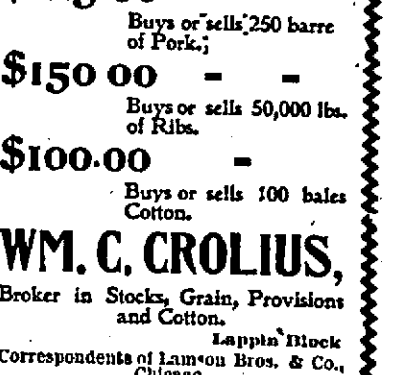 Buys or sells 250 barre
of Pork.;
$150 00 - -
Buys or sells 50,000 lbs.
of Ribs.
$100.00 -
Buys or sells 100 bales
Cotton.
WM. C. CROLIUS,
Broker in Stocks, Grain, Provisions
and Cotton.
Lappin Block
Correspondents of Lamson Bros. & Co.,
Chicago